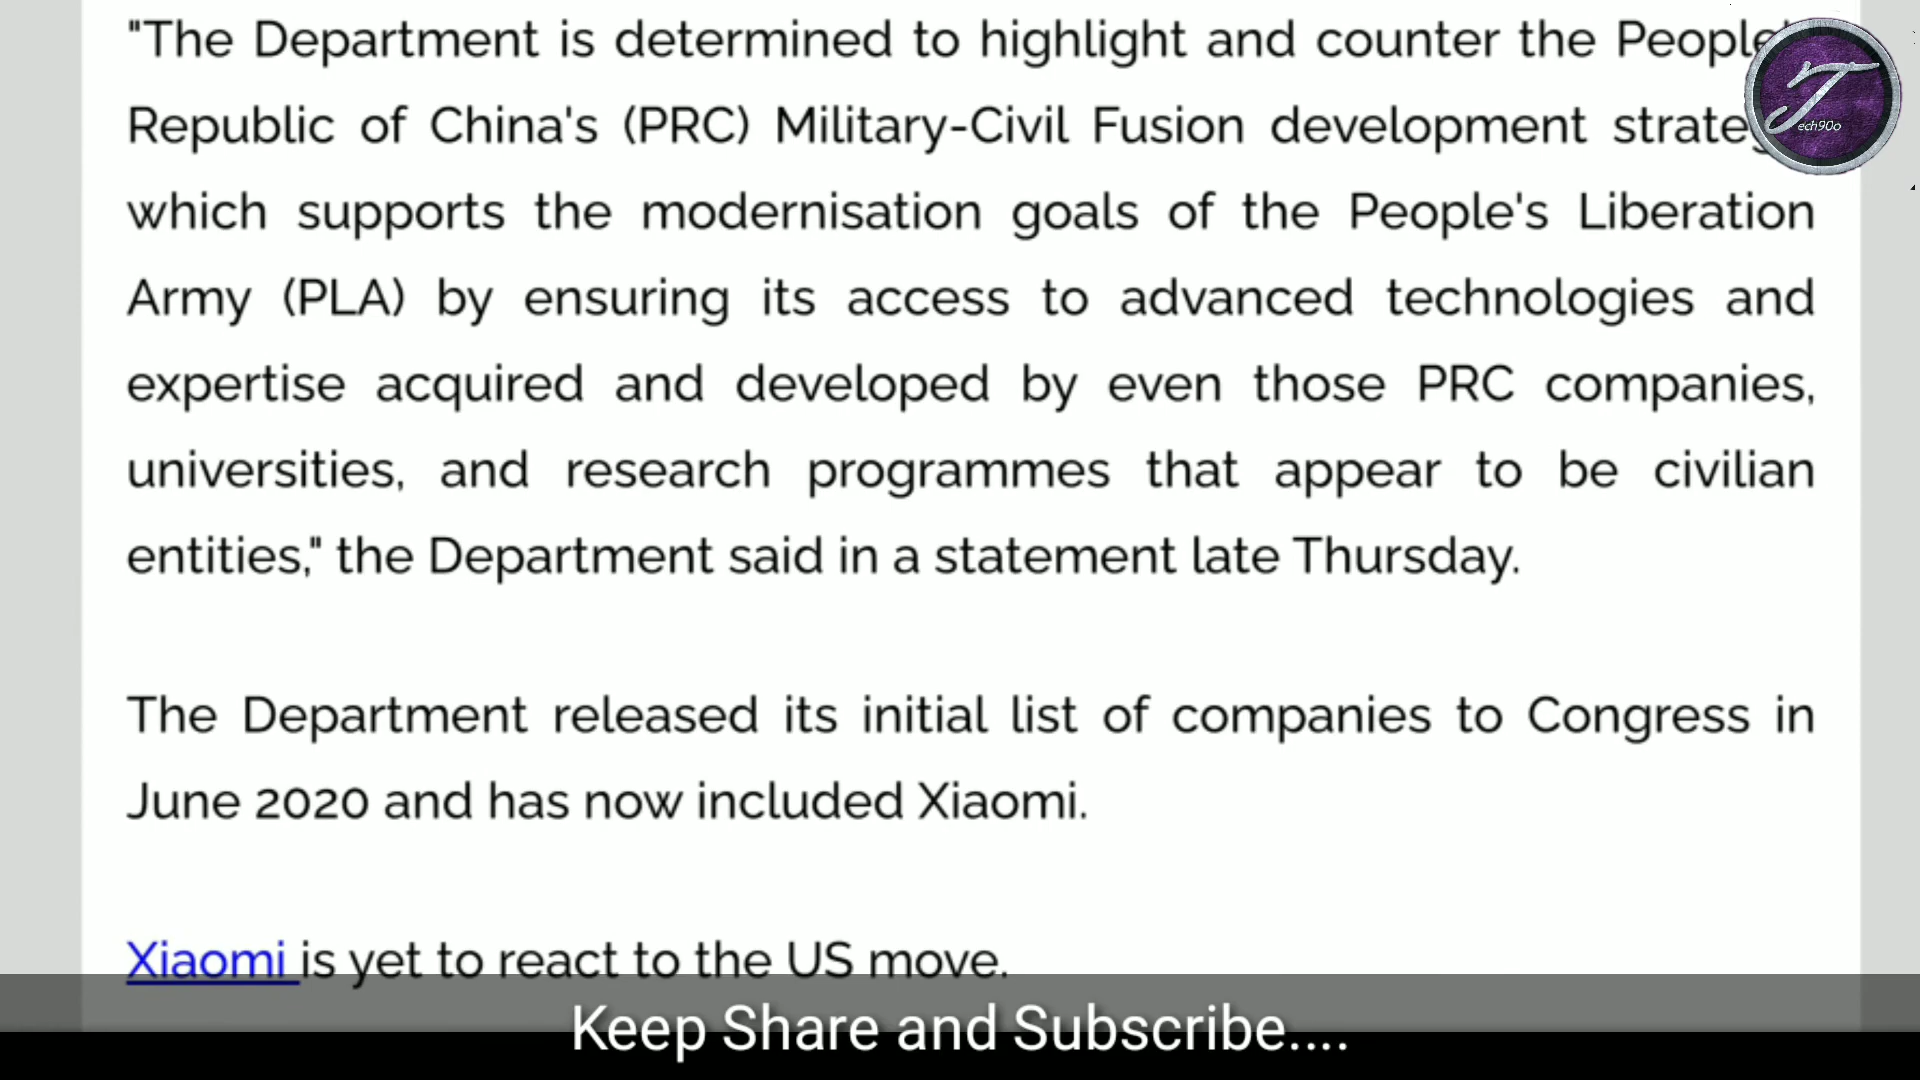 "The Department is determined to highlight and counter the People's
Republic of China's (PRC) Military-Civil Fusion development
which supports the modernisation goals of the People's Liberation
Army (PLA) by ensuring its access to advanced technologies and
expertise acquired and developed by even those PRC companies,
universities, and research programmes that appear to be civilian
entities," the Department said in a statement late Thursday.
The Department released its initial list of companies to Congress in
June 2020 and has now included Xiaomi.
Xiaomi is yet to react to the US move.
Keep Share and Subscribe....
Tech90o